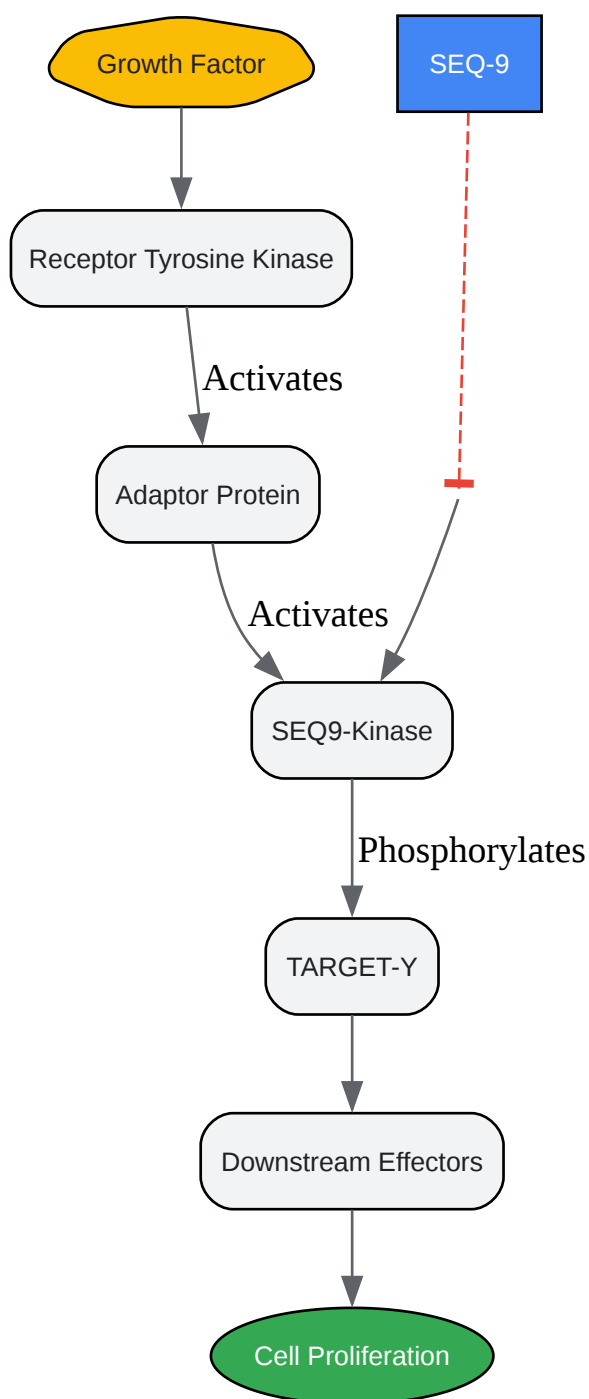 Growth Factor
SEQ-9
Receptor Tyrosine Kinase
Activates
Adaptor Protein
Activates
SEQ9-Kinase
Phosphorylates
TARGET-Y
Downstream Effectors
Cell Proliferation